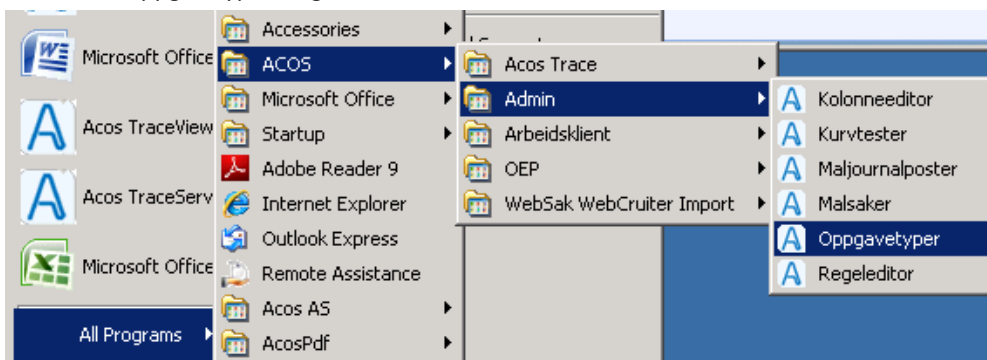 Microsoft Office
Acos TraceView
Acos TraceServ
Microsoft Office
All Programs
Accessories
ACOS
Microsoft Office
Startup
Adobe Reader 9
Internet Explorer
Outlook Express
Remote Assistance
Acos AS
AcosPdf
Acos Trace
Admin
Arbeidsklient
OEP
WebSak WebCruiter Import
Kolonneeditor
Kurvtester
Maljournalposter
Malsaker
Oppgavetyper
Regeleditor